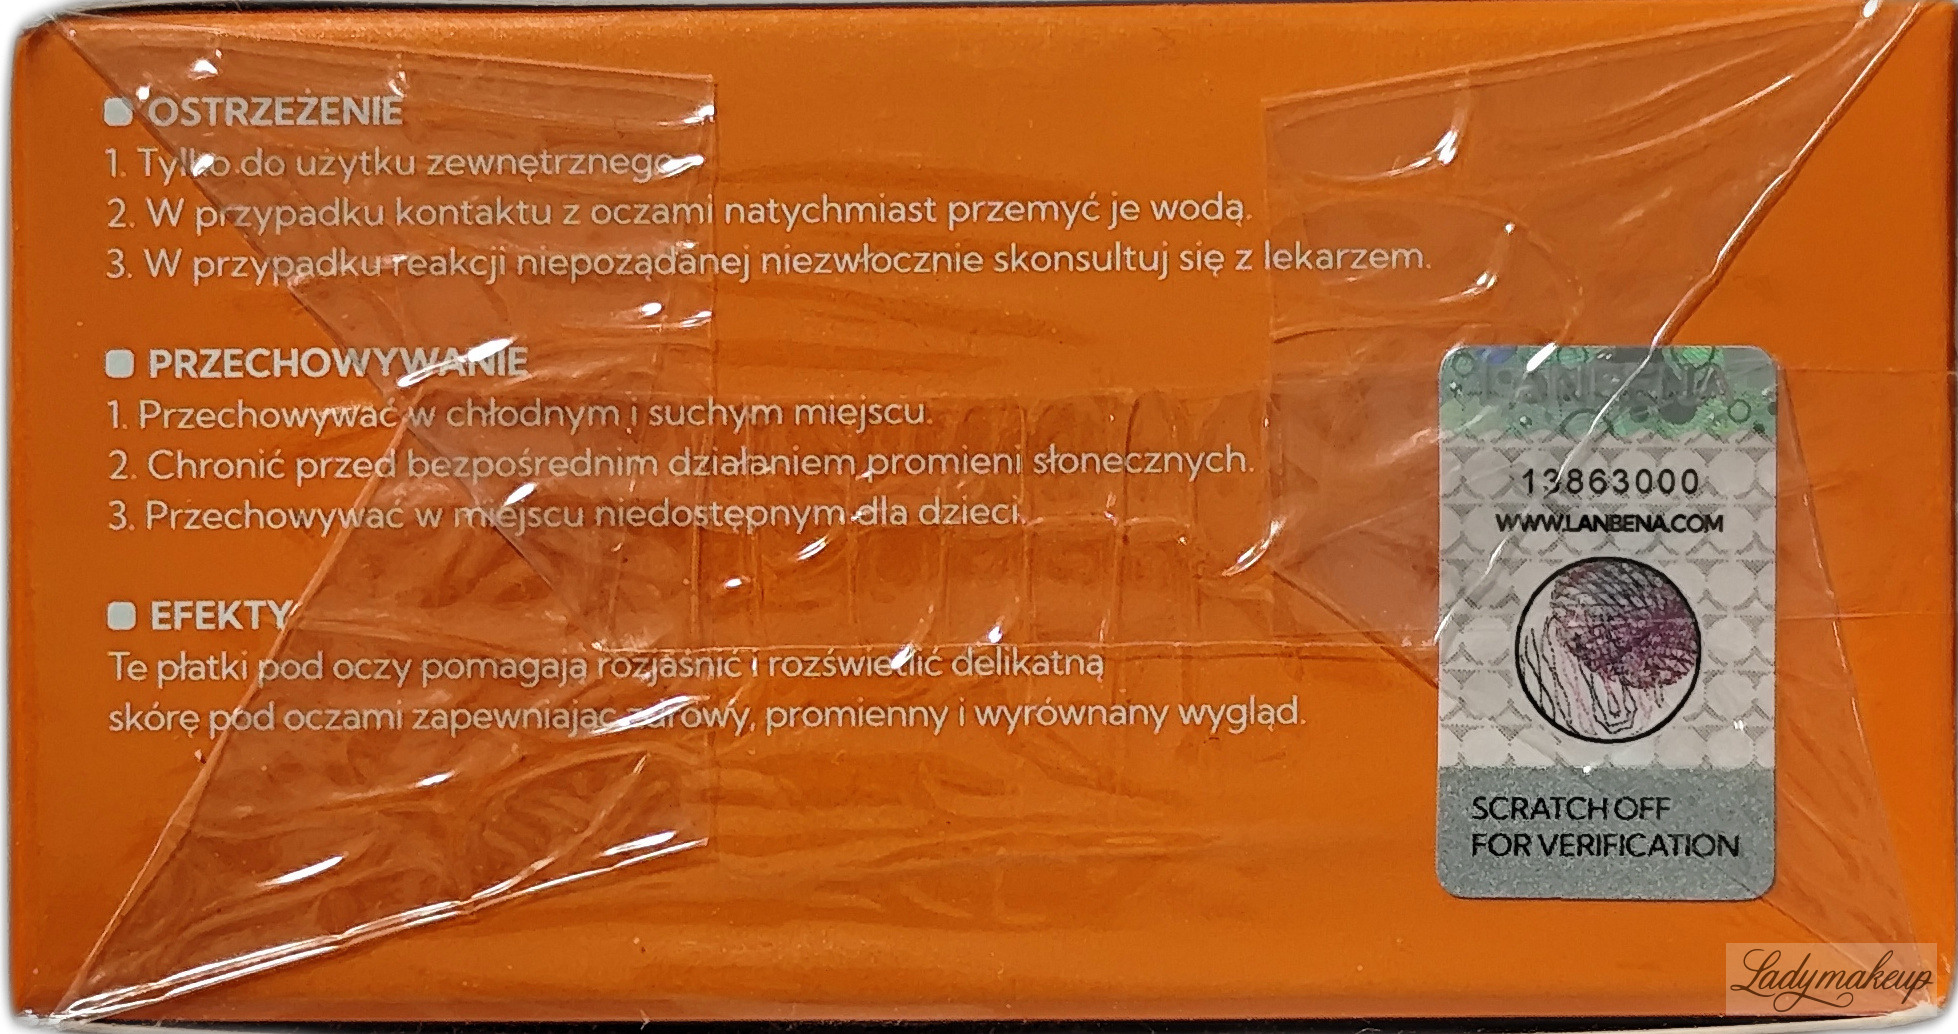 OSTRZEŻENIE
1. Tylko do użytku zewnętrznego
2. W przypadku kontaktu z oczami natychmiast przemyć je wodą.
3. W przypadku reakcji niepożądanej niezwłocznie skonsultuj się z lekarzem.
PRZECHOWYWANIE
1. Przechowywać w chłodnym i suchym miejscu.
2. Chronić przed bezpośrednim działaniem promieni słonecznych.
3. Przechowywać w miejscu niedostępnym dla dzieci
EFEKTY
Te płatki pod oczy pomagają rozjaśnić i rozświetlić delikatną
skórę pod oczami zapewniając zdrowy, promienny i wyrównany wygląd.
LANBENA
13863000
WWW.LANBENA.COM
SCRATCH OFF
FOR VERIFICATION
Ladymakeup